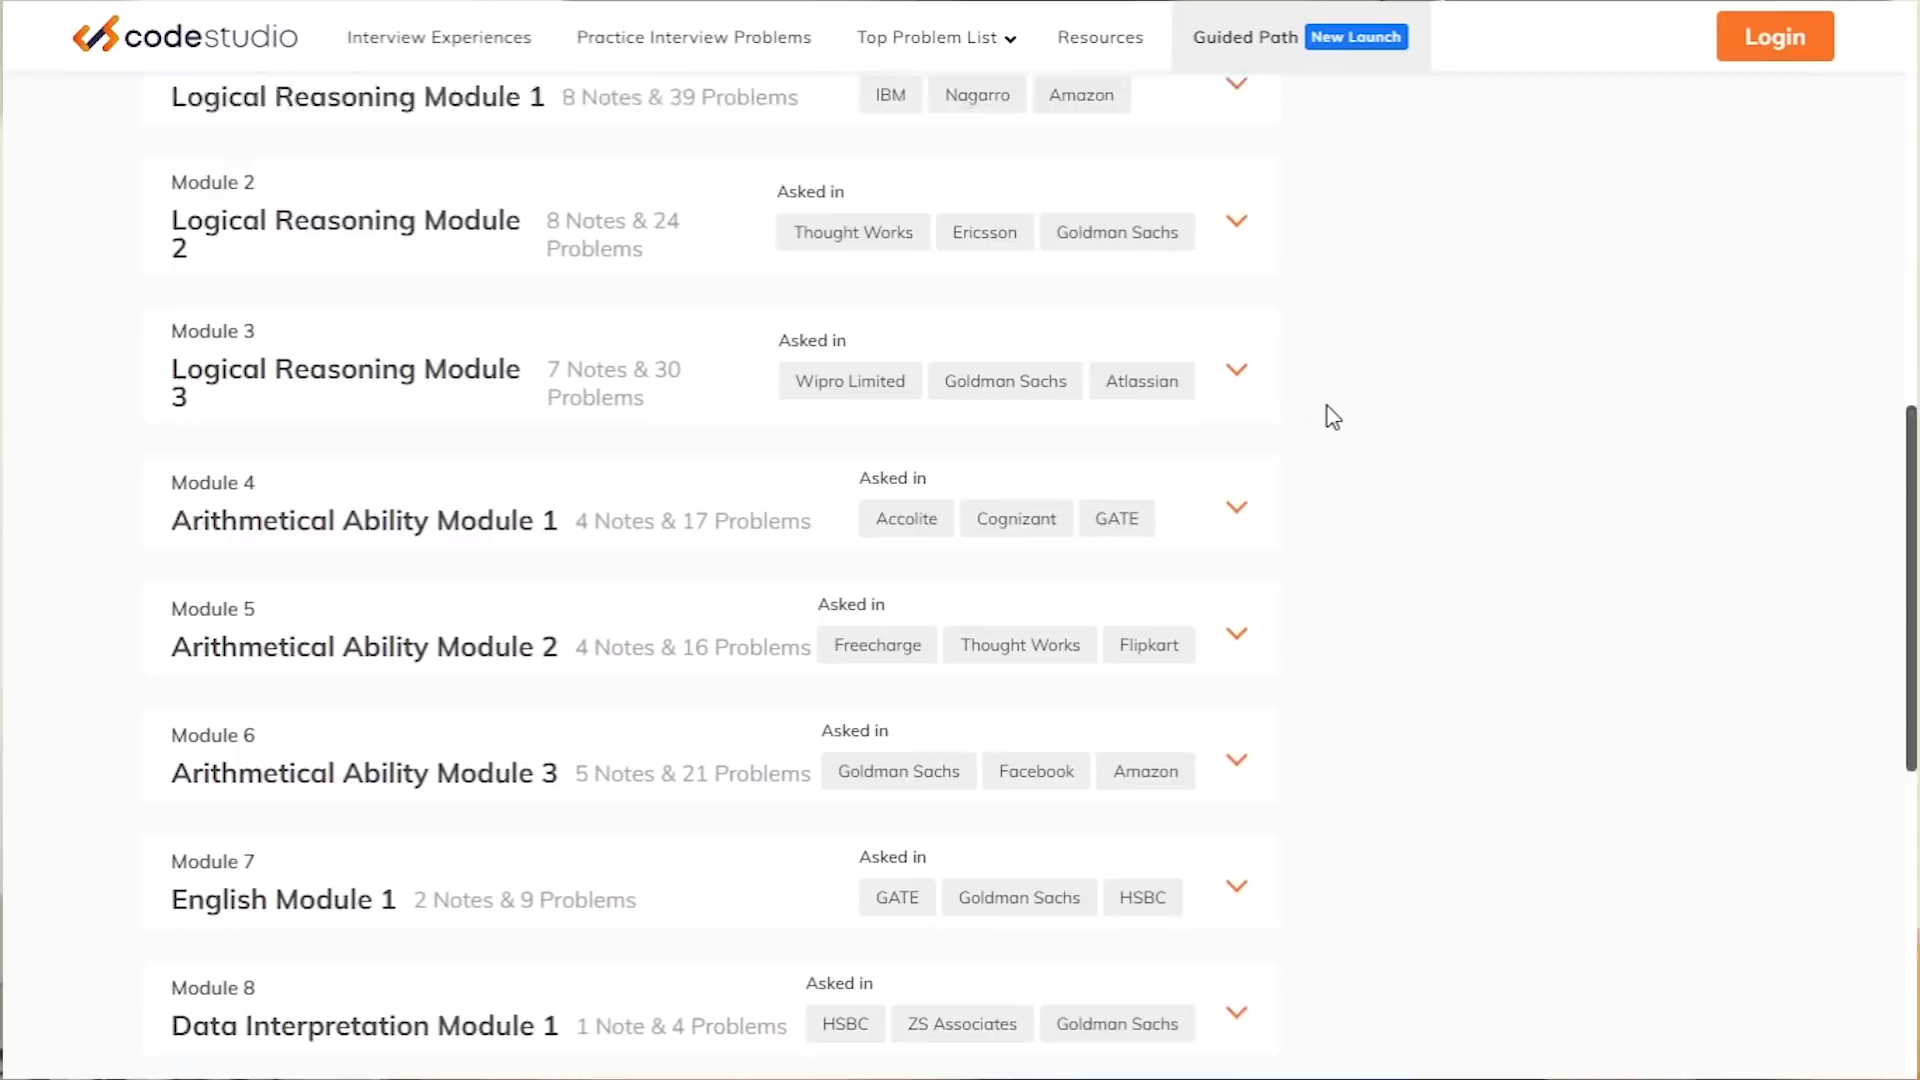 codestudio
Interview Experiences
Practice Interview Problems
Top Problem List
Resources
Guided Path
New Launch
Login
Logical Reasoning Module 1
8 Notes & 39 Problems
IBM
Nagarro
Amazon
Module 2
Logical Reasoning Module
2
8 Notes & 24
Problems
Asked in
Thought Works
Ericsson
Goldman Sachs
Module 3
Logical Reasoning Module
3
7 Notes & 30
Problems
Asked in
Wipro Limited
Goldman Sachs
Atlassian
Module 4
Arithmetical Ability Module 1
4 Notes & 17 Problems
Asked in
Accolite
Cognizant
GATE
Module 5
Arithmetical Ability Module 2
4 Notes & 16 Problems
Asked in
Freecharge
Thought Works
Flipkart
Module 6
Arithmetical Ability Module 3
5 Notes & 21 Problems
Asked in
Goldman Sachs
Facebook
Amazon
Module 7
English Module 1
2 Notes & 9 Problems
Asked in
GATE
Goldman Sachs
HSBC
Module 8
Data Interpretation Module 1
1 Note & 4 Problems
Asked in
HSBC
ZS Associates
Goldman Sachs